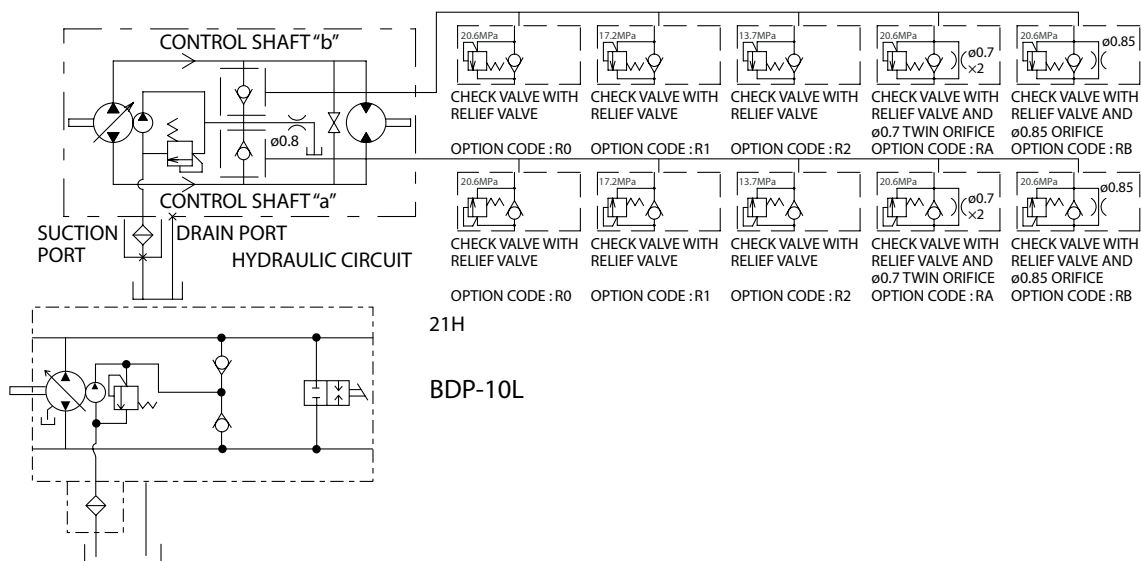 CONTROL SHAFT “b”
ø0.8
CONTROL SHAFT “a”
SUCTION
PORT
DRAIN PORT
HYDRAULIC CIRCUIT
20.6MPa
CHECK VALVE WITH
RELIEF VALVE
OPTION CODE : R0
17.2MPa
CHECK VALVE WITH
RELIEF VALVE
OPTION CODE : R1
13.7MPa
CHECK VALVE WITH
RELIEF VALVE
OPTION CODE : R2
20.6MPa
ø0.7
×2
CHECK VALVE WITH
RELIEF VALVE AND
ø0.7 TWIN ORIFICE
OPTION CODE : RA
20.6MPa
ø0.85
CHECK VALVE WITH
RELIEF VALVE AND
ø0.85 ORIFICE
OPTION CODE : RB
20.6MPa
CHECK VALVE WITH
RELIEF VALVE
OPTION CODE : R0
17.2MPa
CHECK VALVE WITH
RELIEF VALVE
OPTION CODE : R1
13.7MPa
CHECK VALVE WITH
RELIEF VALVE
OPTION CODE : R2
20.6MPa
ø0.7
×2
CHECK VALVE WITH
RELIEF VALVE AND
ø0.7 TWIN ORIFICE
OPTION CODE : RA
20.6MPa
ø0.85
CHECK VALVE WITH
RELIEF VALVE AND
ø0.85 ORIFICE
OPTION CODE : RB
21H
BDP-10L